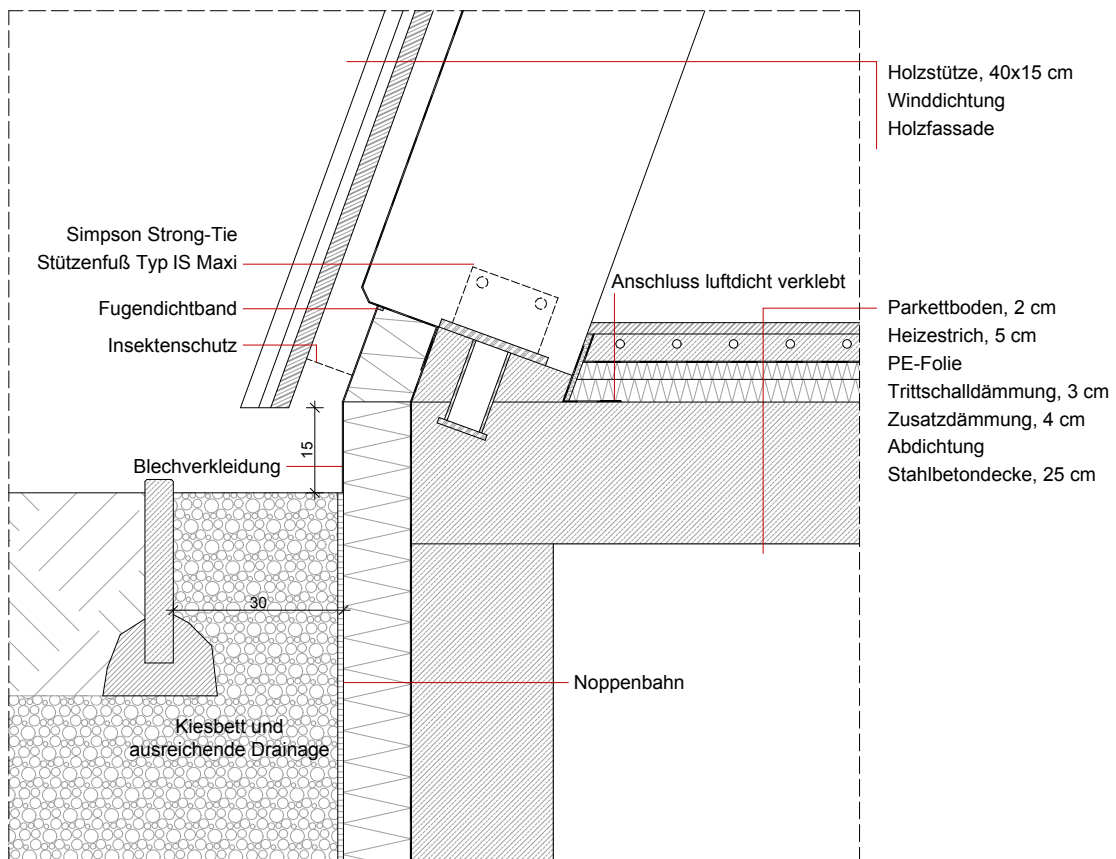 Holzstütze, 40x15 cm
Winddichtung
Holzfassade
Simpson Strong-Tie
Stützenfuß Typ IS Maxi
Fugendichtband
Insektenschutz
Anschluss luftdicht verklebt
Parkettboden, 2 cm
Heizestrich, 5 cm
PE-Folie
Trittschalldämmung, 3 cm
Zusatzdämmung, 4 cm
Abdichtung
Stahlbetondecke, 25 cm
15
Blechverkleidung
30
Noppenbahn
Kiesbett und
ausreichende Drainage